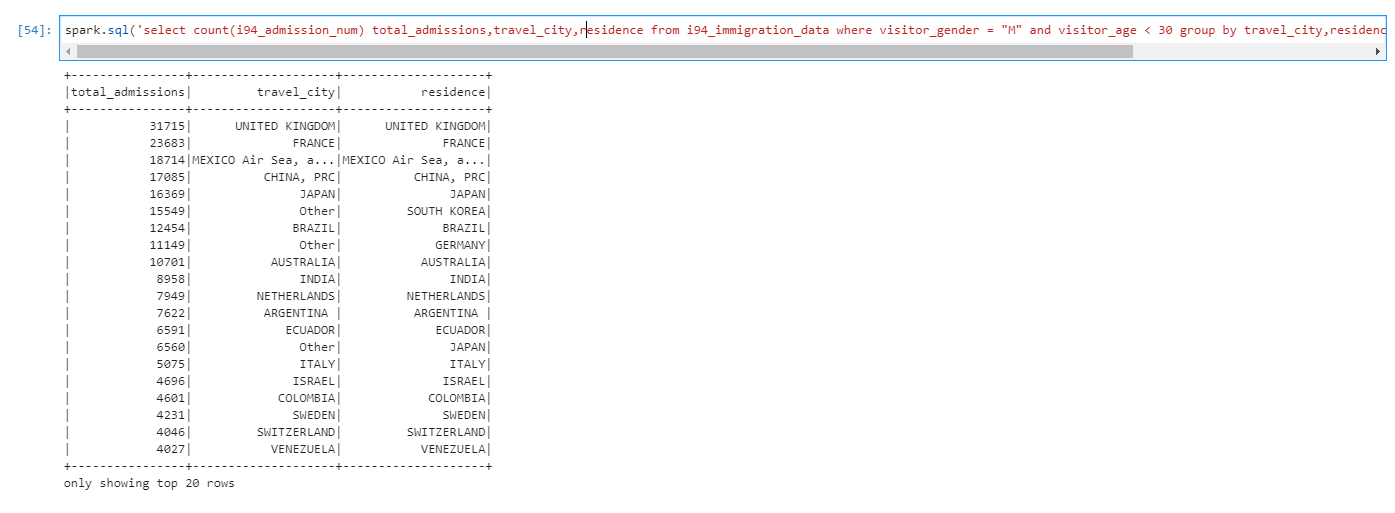 [54]: spark.sql('select count(i94_admission_num) total_admissions,travel_city,residence from i94_immigration_data where visitor_gender = "M" and visitor_age < 30 group by travel_city,residenc
+----------------+--------------------+--------------------+
|total_admissions|         travel_city|           residence|
+----------------+--------------------+--------------------+
|           31715|      UNITED KINGDOM|      UNITED KINGDOM|
|           23683|              FRANCE|              FRANCE|
|           18714|MEXICO Air Sea, a...|MEXICO Air Sea, a...|
|           17085|          CHINA, PRC|          CHINA, PRC|
|           16369|               JAPAN|               JAPAN|
|           15549|               Other|         SOUTH KOREA|
|           12454|              BRAZIL|              BRAZIL|
|           11149|               Other|             GERMANY|
|           10701|           AUSTRALIA|           AUSTRALIA|
|            8958|               INDIA|               INDIA|
|            7949|         NETHERLANDS|         NETHERLANDS|
|            7622|          ARGENTINA |          ARGENTINA |
|            6591|             ECUADOR|             ECUADOR|
|            6560|               Other|               JAPAN|
|            5075|               ITALY|               ITALY|
|            4696|              ISRAEL|              ISRAEL|
|            4601|            COLOMBIA|            COLOMBIA|
|            4231|              SWEDEN|              SWEDEN|
|            4046|         SWITZERLAND|         SWITZERLAND|
|            4027|           VENEZUELA|           VENEZUELA|
+----------------+--------------------+--------------------+
only showing top 20 rows